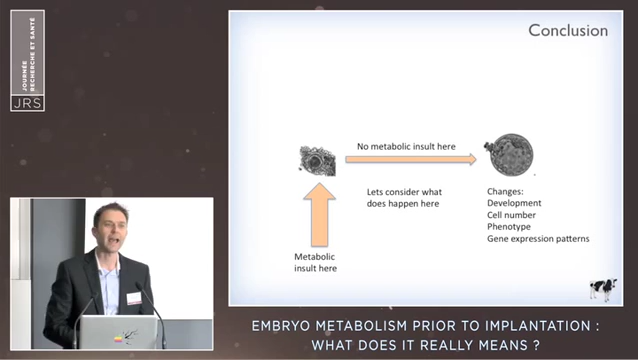 JOURNÉE
RECHERCHE ET SANTÉ
JRS
Conclusion
No metabolic insult here
Lets consider what
does happen here
Changes:
Development
Cell number
Phenotype
Gene expression patterns
Metabolic
insult here
EMBRYO METABOLISM PRIOR TO IMPLANTATION :
WHAT DOES IT REALLY MEANS ?